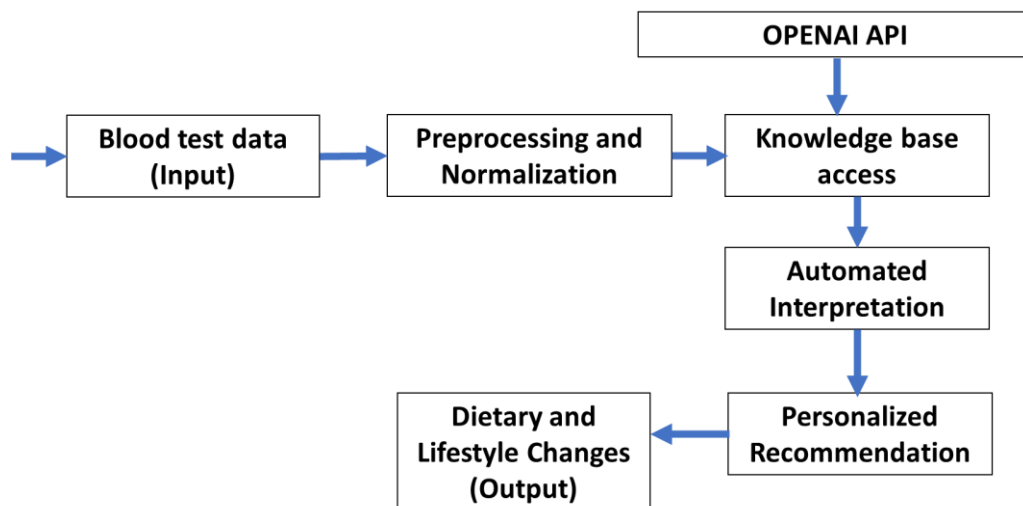 OPENAI API
Blood test data
(Input)
Preprocessing and
Normalization
Knowledge base
access
Automated
Interpretation
Personalized
Recommendation
Dietary and
Lifestyle Changes
(Output)